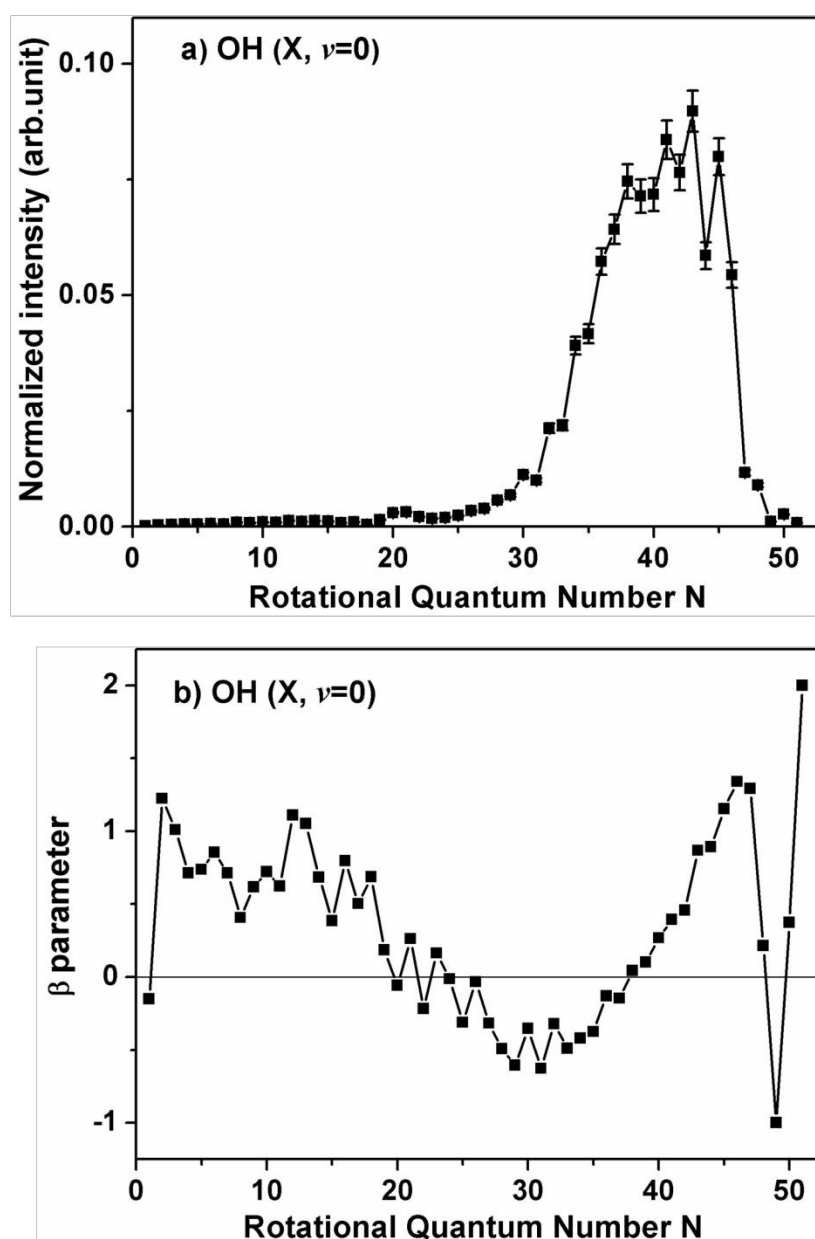 a) OH (X, v=0)
Normalized intensity (arb.unit)
0.10
0.05
0.00
0 10 20 30 40 50
Rotational Quantum Number N
b) OH (X, v=0)
β parameter
2
1
0
-1
0 10 20 30 40 50
Rotational Quantum Number N